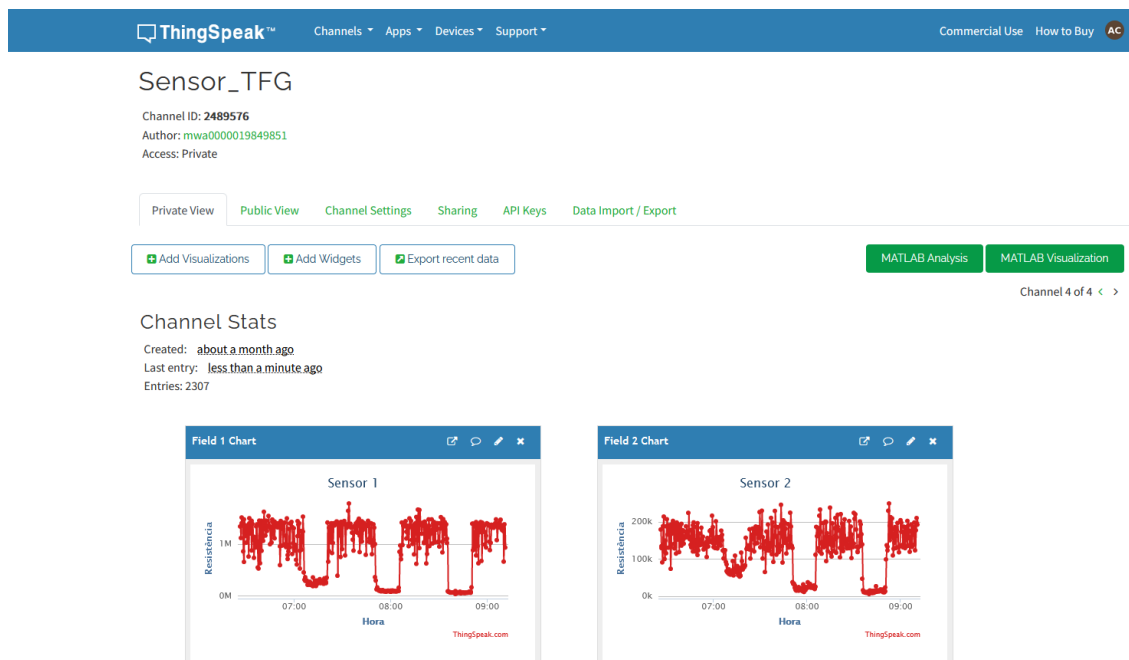 ThingSpeak™ Channels Apps Devices Support Commercial Use How to Buy AC
Sensor_TFG
Channel ID: 2489576
Author: mwa0000019849851
Access: Private
Private View Public View Channel Settings Sharing API Keys Data Import / Export
Add Visualizations Add Widgets Export recent data MATLAB Analysis MATLAB Visualization
Channel 4 of 4 < >
Channel Stats
Created: about a month ago
Last entry: less than a minute ago
Entries: 2307
Field 1 Chart
Sensor 1
Resistència
1M
0M
07:00 08:00 09:00
Hora
ThingSpeak.com
Field 2 Chart
Sensor 2
Resistència
200k
100k
0k
07:00 08:00 09:00
Hora
ThingSpeak.com